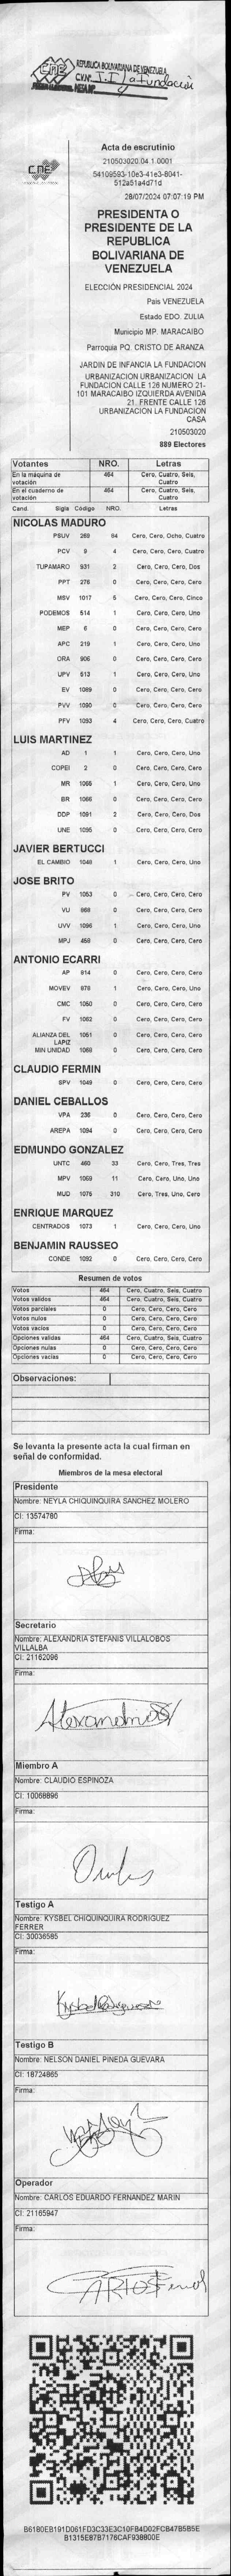 CNE REPUBLICA BOLIVARIANA DE VENEZUELA
J.I. La Fundación
CNE
Acta de escrutinio
210503020.04.1.0001
54109593-10e3-41e3-8041-
512a51a4d71d
28/07/2024 07:07:19 PM
PRESIDENTA O
PRESIDENTE DE LA
REPUBLICA
BOLIVARIANA DE
VENEZUELA
ELECCIÓN PRESIDENCIAL 2024
Pais VENEZUELA
Estado EDO. ZULIA
Municipio MP. MARACAIBO
Parroquia PQ. CRISTO DE ARANZA
JARDIN DE INFANCIA LA FUNDACION
URBANIZACION URBANIZACION LA
FUNDACION CALLE 126 NUMERO 21-
101 MARACAIBO IZQUIERDA AVENIDA
21. FRENTE CALLE 126
URBANIZACION LA FUNDACION
CASA
210503020
889 Electores
Votantes NRO. Letras
En la máquina de votación 464 Cero, Cuatro, Seis, Cuatro
En el cuaderno de votación 464 Cero, Cuatro, Seis, Cuatro
Cand. Sigla Código NRO. Letras
NICOLAS MADURO
PSUV 269 84 Cero, Cero, Ocho, Cuatro
PCV 9 4 Cero, Cero, Cero, Cuatro
TUPAMARO 931 2 Cero, Cero, Cero, Dos
PPT 276 0 Cero, Cero, Cero, Cero
MSV 1017 5 Cero, Cero, Cero, Cinco
PODEMOS 514 1 Cero, Cero, Cero, Uno
MEP 6 0 Cero, Cero, Cero, Cero
APC 219 1 Cero, Cero, Cero, Uno
ORA 906 0 Cero, Cero, Cero, Cero
UPV 613 1 Cero, Cero, Cero, Uno
EV 1089 0 Cero, Cero, Cero, Cero
PVV 1090 0 Cero, Cero, Cero, Cero
PFV 1093 4 Cero, Cero, Cero, Cuatro
LUIS MARTINEZ
AD 1 1 Cero, Cero, Cero, Uno
COPEI 2 0 Cero, Cero, Cero, Cero
MR 1065 1 Cero, Cero, Cero, Uno
BR 1066 0 Cero, Cero, Cero, Cero
DDP 1091 2 Cero, Cero, Cero, Dos
UNE 1095 0 Cero, Cero, Cero, Cero
JAVIER BERTUCCI
EL CAMBIO 1048 1 Cero, Cero, Cero, Uno
JOSE BRITO
PV 1053 0 Cero, Cero, Cero, Cero
VU 868 0 Cero, Cero, Cero, Cero
UVV 1096 1 Cero, Cero, Cero, Uno
MPJ 458 0 Cero, Cero, Cero, Cero
ANTONIO ECARRI
AP 814 0 Cero, Cero, Cero, Cero
MOVEV 878 1 Cero, Cero, Cero, Uno
CMC 1050 0 Cero, Cero, Cero, Cero
FV 1062 0 Cero, Cero, Cero, Cero
ALIANZA DEL LAPIZ 1051 0 Cero, Cero, Cero, Cero
MIN UNIDAD 1068 0 Cero, Cero, Cero, Cero
CLAUDIO FERMIN
SPV 1049 0 Cero, Cero, Cero, Cero
DANIEL CEBALLOS
VPA 236 0 Cero, Cero, Cero, Cero
AREPA 1094 0 Cero, Cero, Cero, Cero
EDMUNDO GONZALEZ
UNTC 460 33 Cero, Cero, Tres, Tres
MPV 1069 11 Cero, Cero, Uno, Uno
MUD 1075 310 Cero, Tres, Uno, Cero
ENRIQUE MARQUEZ
CENTRADOS 1073 1 Cero, Cero, Cero, Uno
BENJAMIN RAUSSEO
CONDE 1092 0 Cero, Cero, Cero, Cero
Resumen de votos
Votos 464 Cero, Cuatro, Seis, Cuatro
Votos validos 464 Cero, Cuatro, Seis, Cuatro
Votos parciales 0 Cero, Cero, Cero, Cero
Votos nulos 0 Cero, Cero, Cero, Cero
Votos vacios 0 Cero, Cero, Cero, Cero
Opciones validas 464 Cero, Cuatro, Seis, Cuatro
Opciones nulas 0 Cero, Cero, Cero, Cero
Opciones vacias 0 Cero, Cero, Cero, Cero
Observaciones:
Se levanta la presente acta la cual firman en
señal de conformidad.
Miembros de la mesa electoral
Presidente
Nombre: NEYLA CHIQUINQUIRA SANCHEZ MOLERO
CI: 13574780
Firma:
Secretario
Nombre: ALEXANDRIA STEFANIS VILLALOBOS
VILLALBA
CI: 21162096
Firma:
Miembro A
Nombre: CLAUDIO ESPINOZA
CI: 10068896
Firma:
Testigo A
Nombre: KYSBEL CHIQUINQUIRA RODRIGUEZ
FERRER
CI: 30036585
Firma:
Testigo B
Nombre: NELSON DANIEL PINEDA GUEVARA
CI: 18724865
Firma:
Operador
Nombre: CARLOS EDUARDO FERNANDEZ MARIN
CI: 21165947
Firma:
B6180EB191D061FD3C33E3C10FB4D02FCB47B5B5E
B1315E87B7176CAF938800E